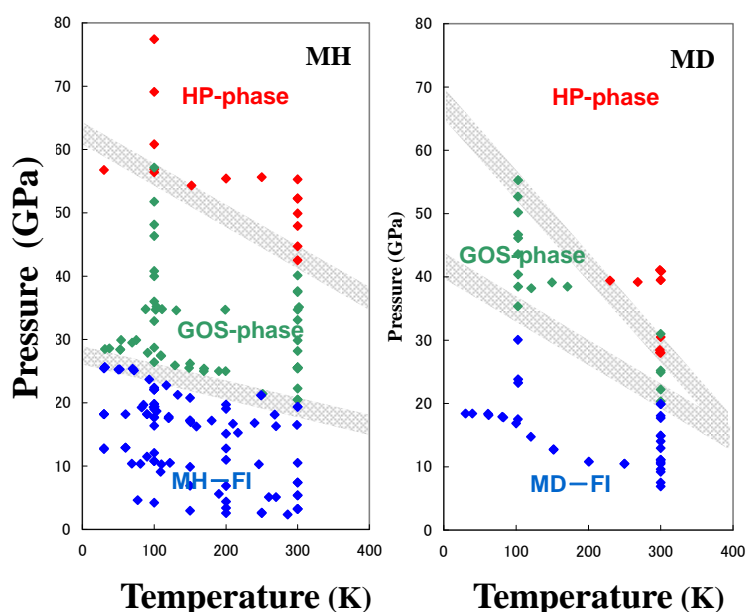 MH
HP-phase
GOS-phase
MH－FI
Pressure (GPa)
80
70
60
50
40
30
20
10
0
0 100 200 300 400
Temperature (K)
MD
HP-phase
GOS-phase
MD－FI
Pressure (GPa)
80
70
60
50
40
30
20
10
0
0 100 200 300 400
Temperature (K)